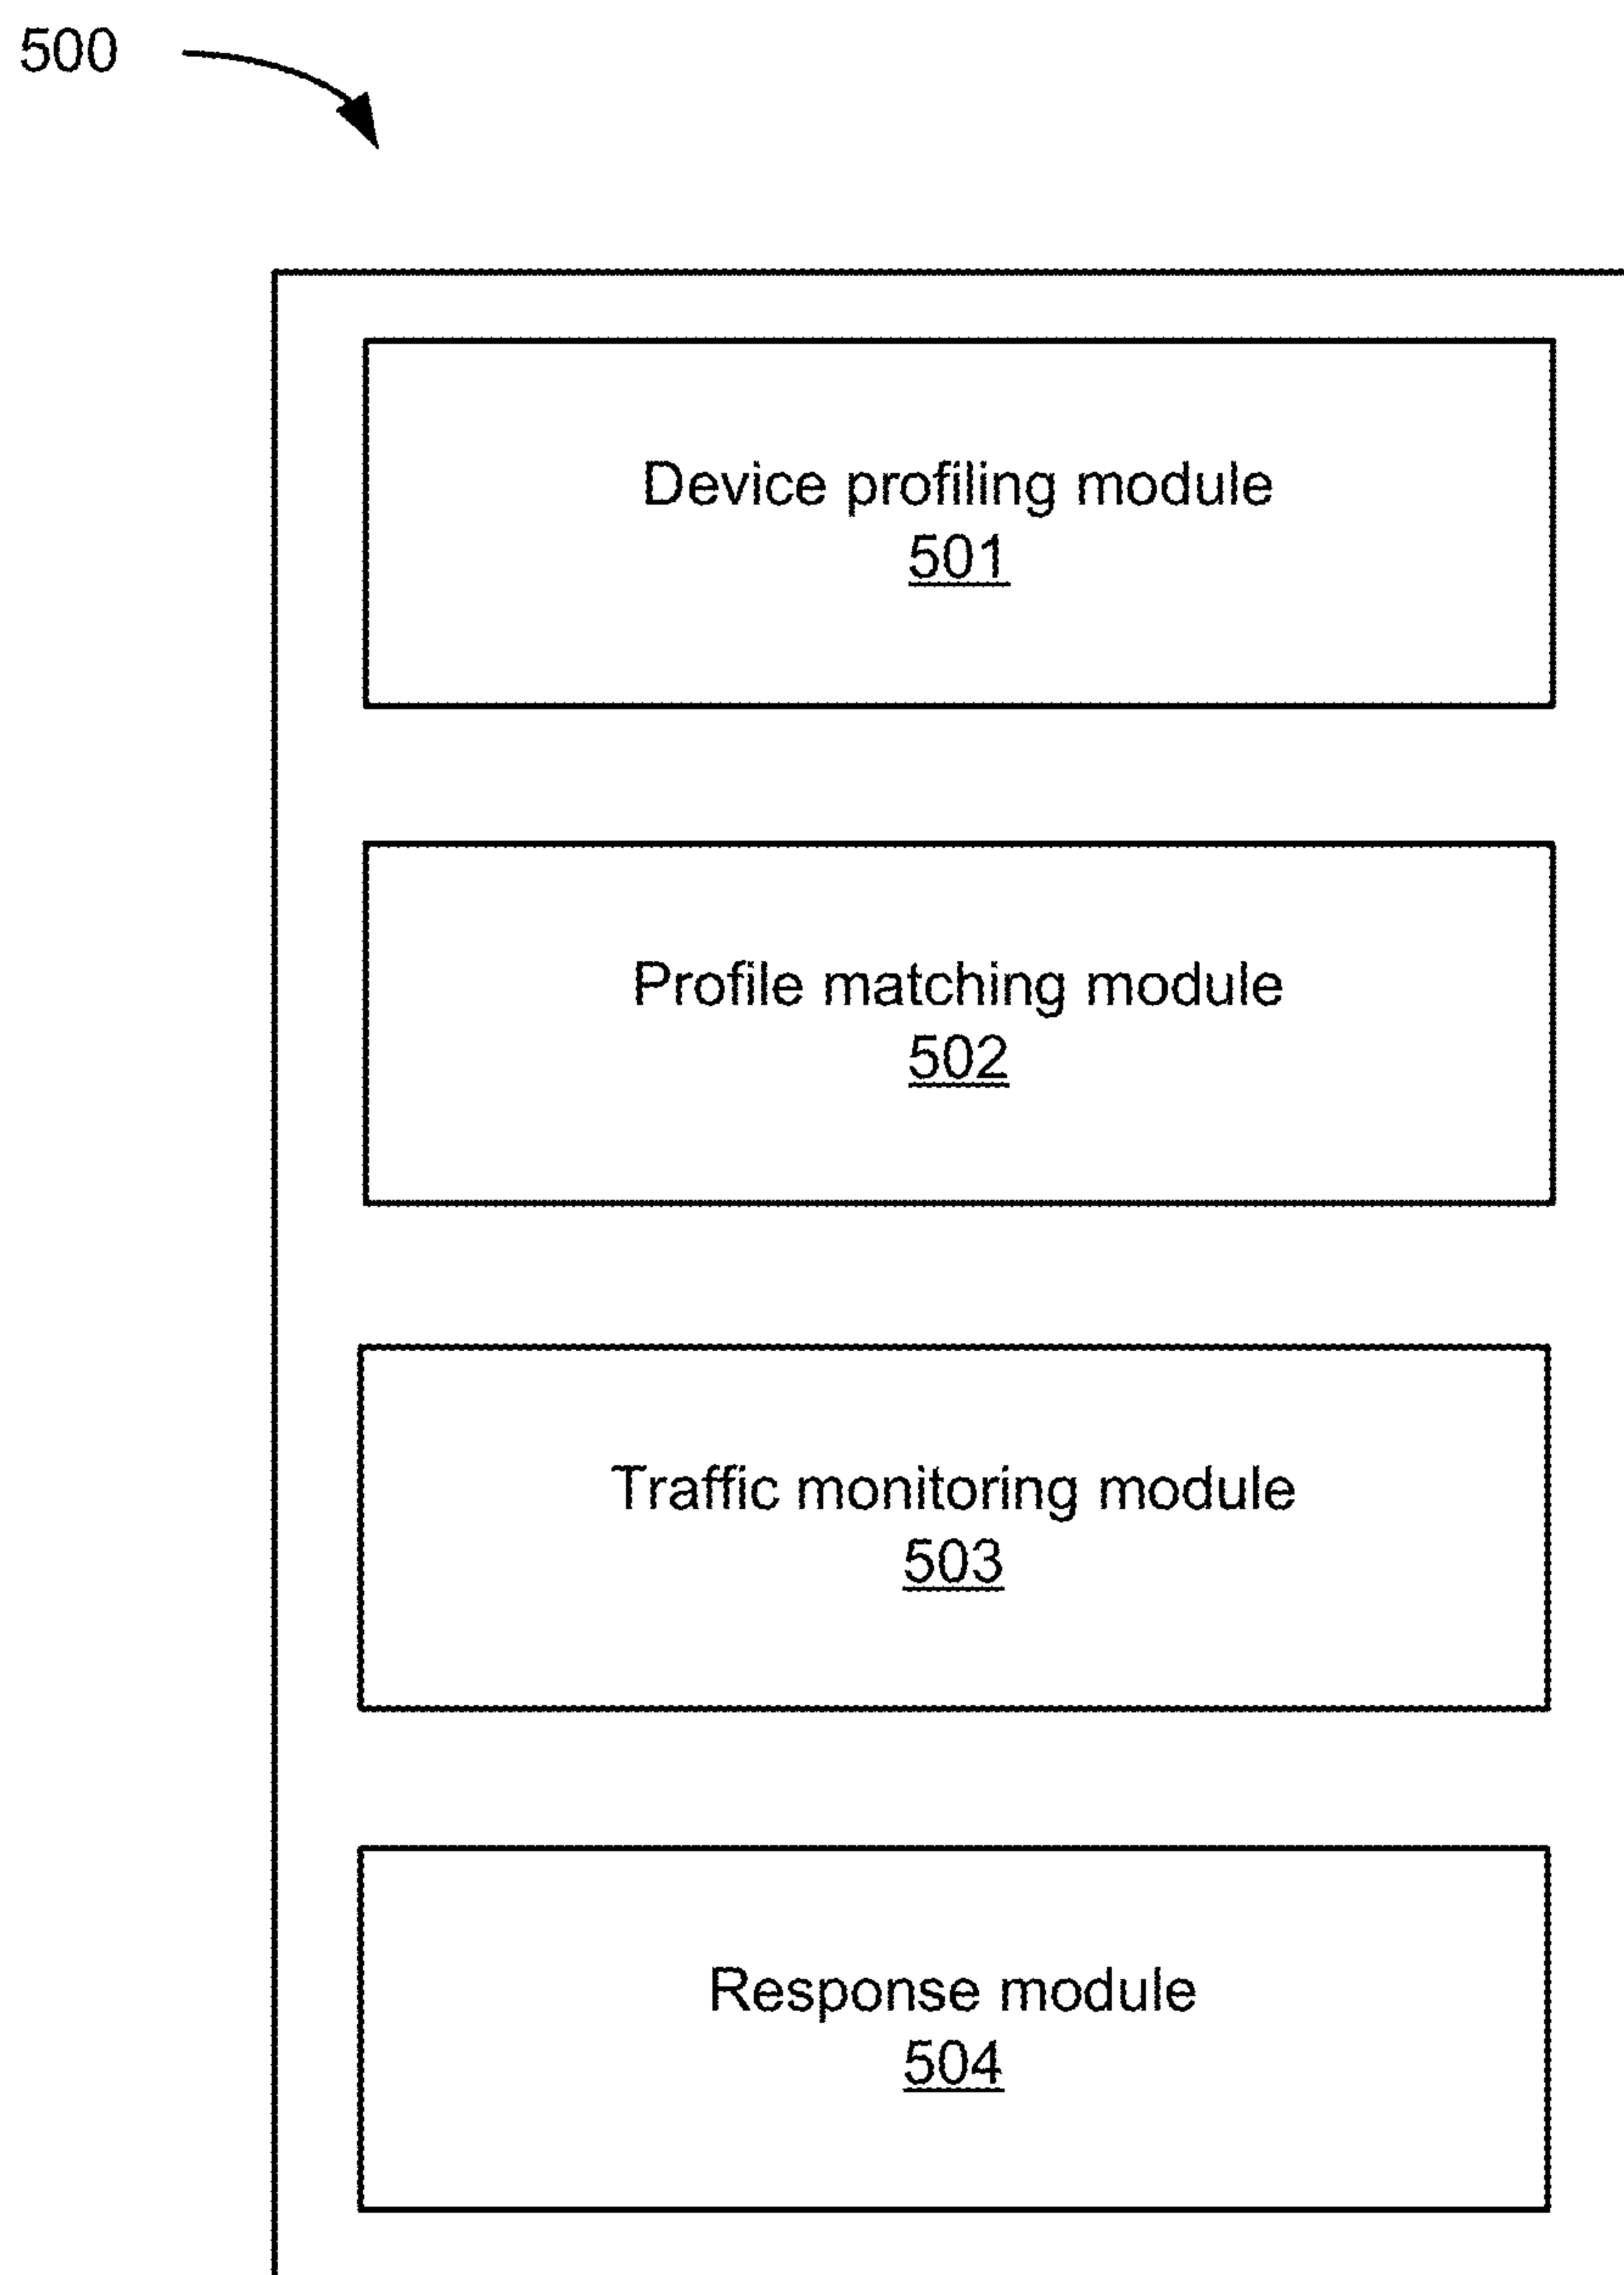 500
Device profiling module
501
Profile matching module
502
Traffic monitoring module
503
Response module
504